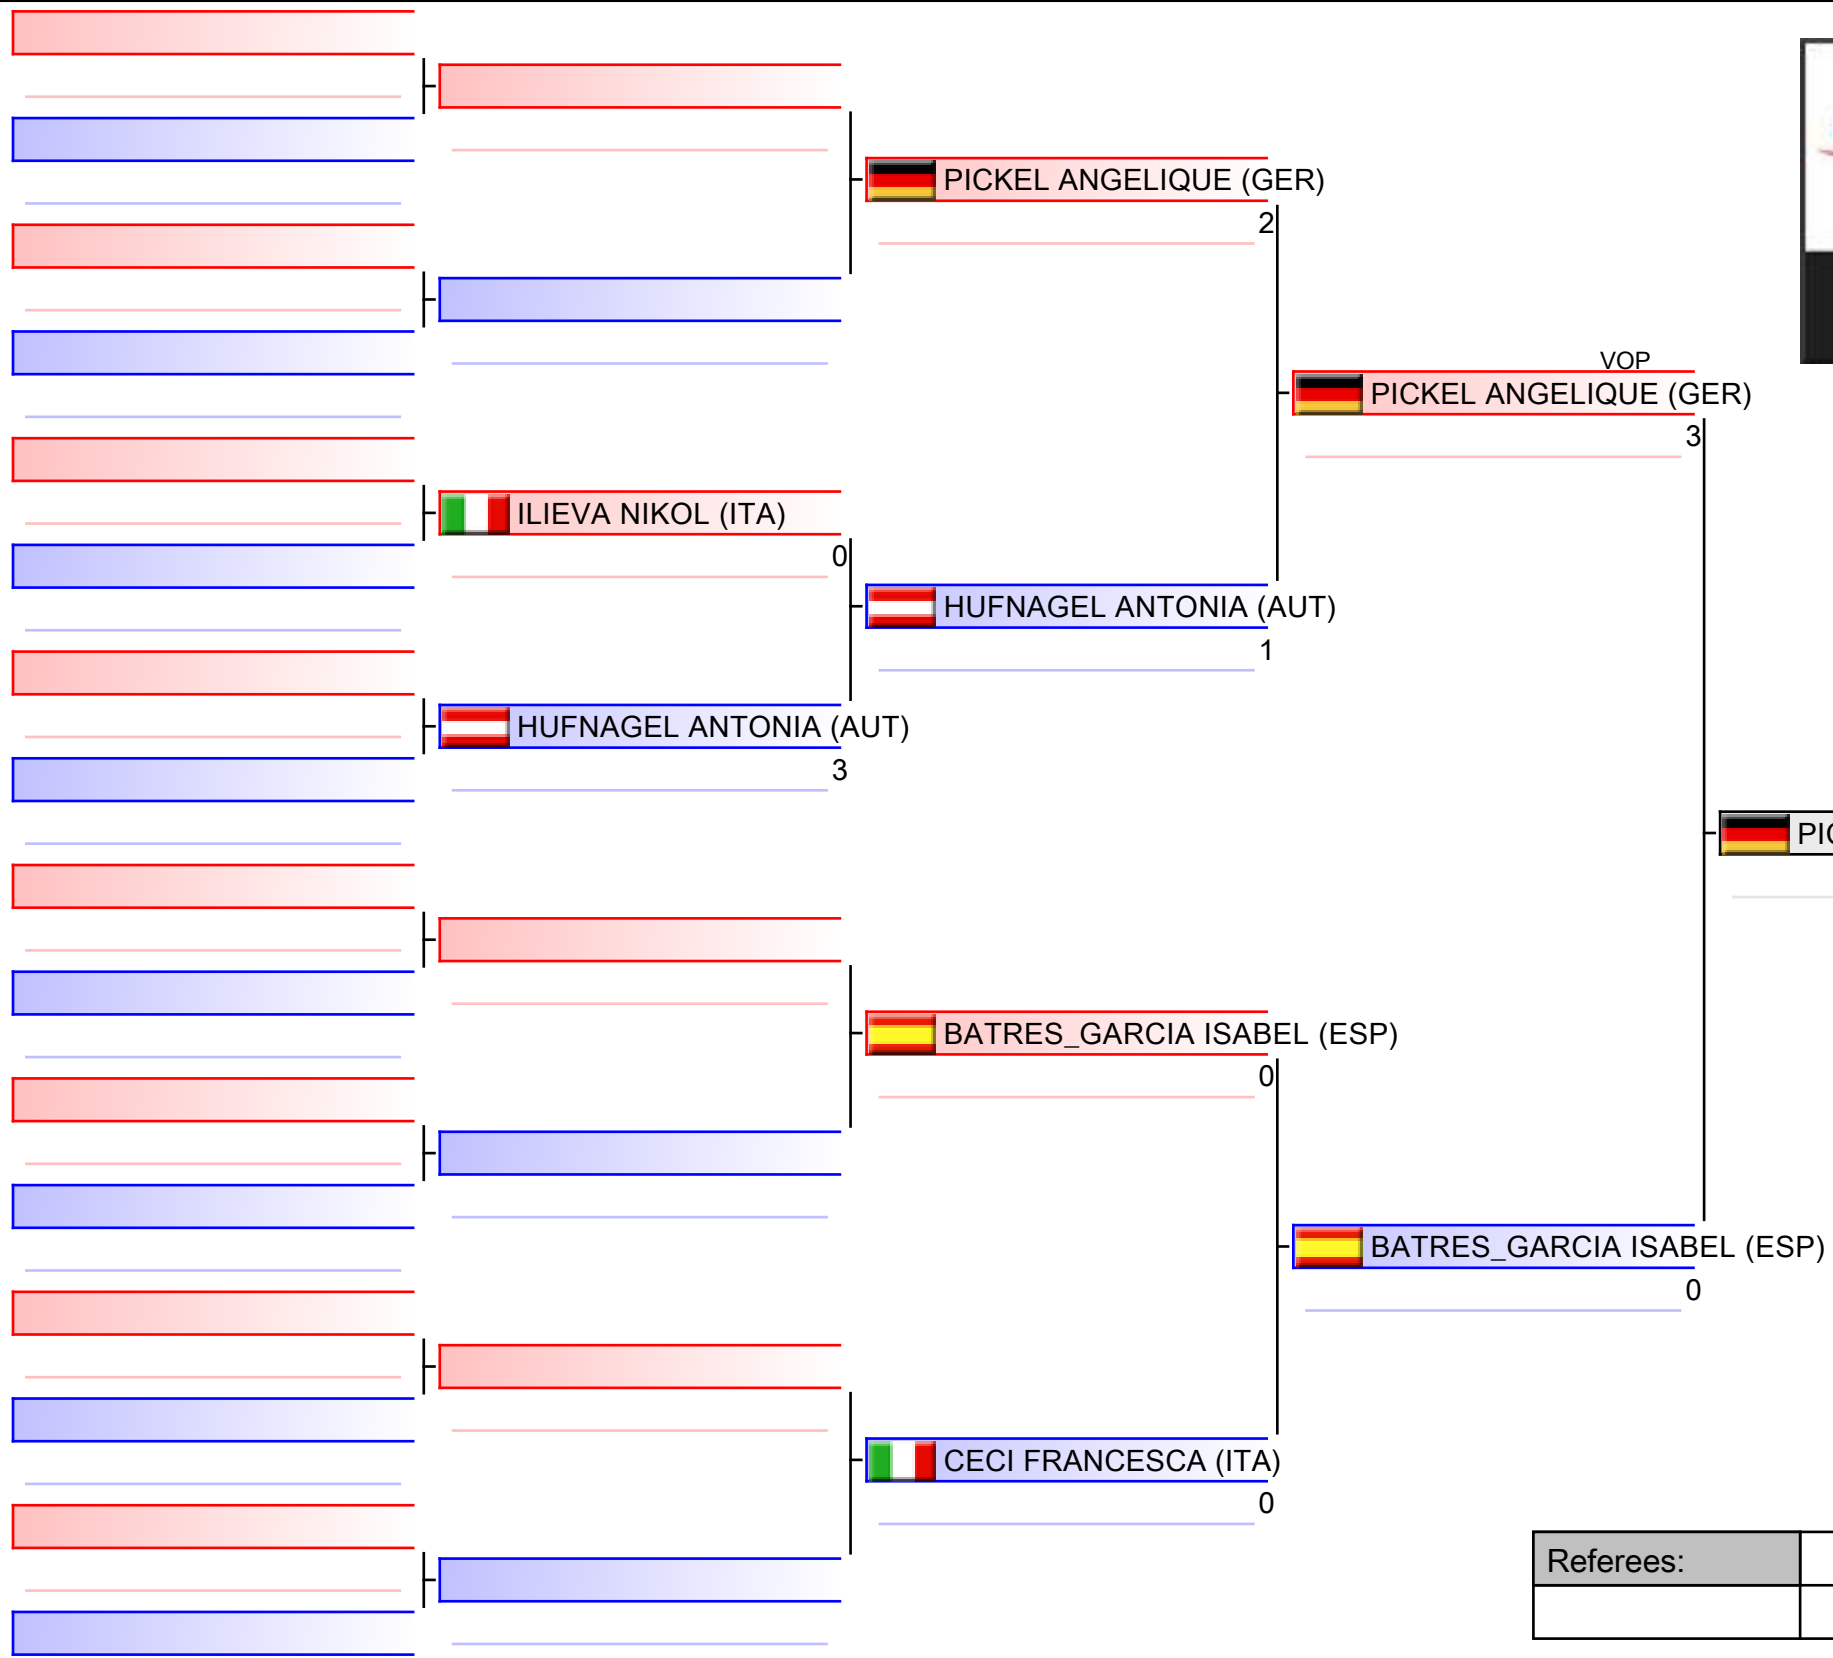 PICKEL ANGELIQUE (GER)
2
VOP
PICKEL ANGELIQUE (GER)
3
ILIEVA NIKOL (ITA)
0
HUFNAGEL ANTONIA (AUT)
1
HUFNAGEL ANTONIA (AUT)
3
BATRES_GARCIA ISABEL (ESP)
0
BATRES_GARCIA ISABEL (ESP)
0
CECI FRANCESCA (ITA)
0
Referees: